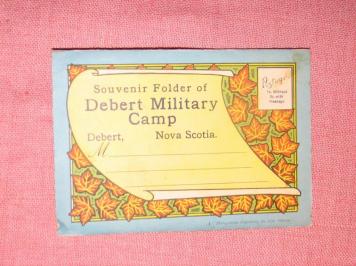 Souvenir Folder of
Debert Military
Camp
Debert, Nova Scotia.
M
Postage